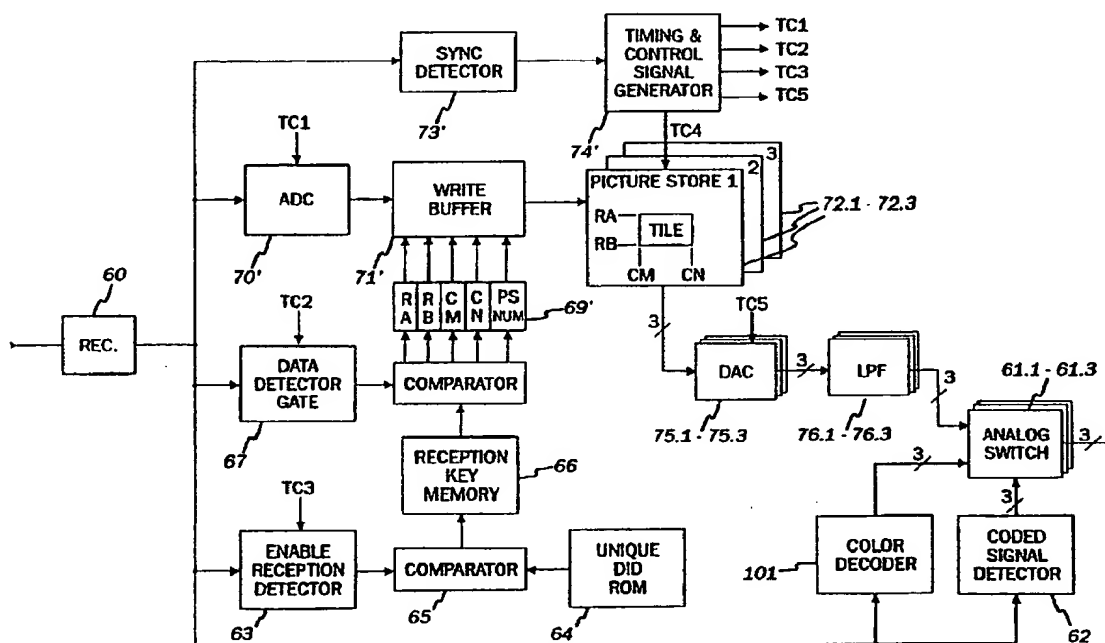 TIMING &
CONTROL
SIGNAL
GENERATOR
TC1
TC2
TC3
TC5
SYNC
DETECTOR
73'
74'
TC4
TC1
ADC
70'
WRITE
BUFFER
71'
3
2
PICTURE STORE 1
RA
RB
TILE
CM
CN
72.1 - 72.3
60
REC.
TC2
RA
RB
CM
CN
PS
NUM
69'
DATA
DETECTOR
GATE
67
COMPARATOR
3
TC5
DAC
75.1 - 75.3
3
LPF
76.1 - 76.3
3
61.1 - 61.3
ANALOG
SWITCH
3
RECEPTION
KEY
MEMORY
66
3
3
TC3
ENABLE
RECEPTION
DETECTOR
63
COMPARATOR
65
UNIQUE
DID
ROM
64
COLOR
DECODER
101
CODED
SIGNAL
DETECTOR
62